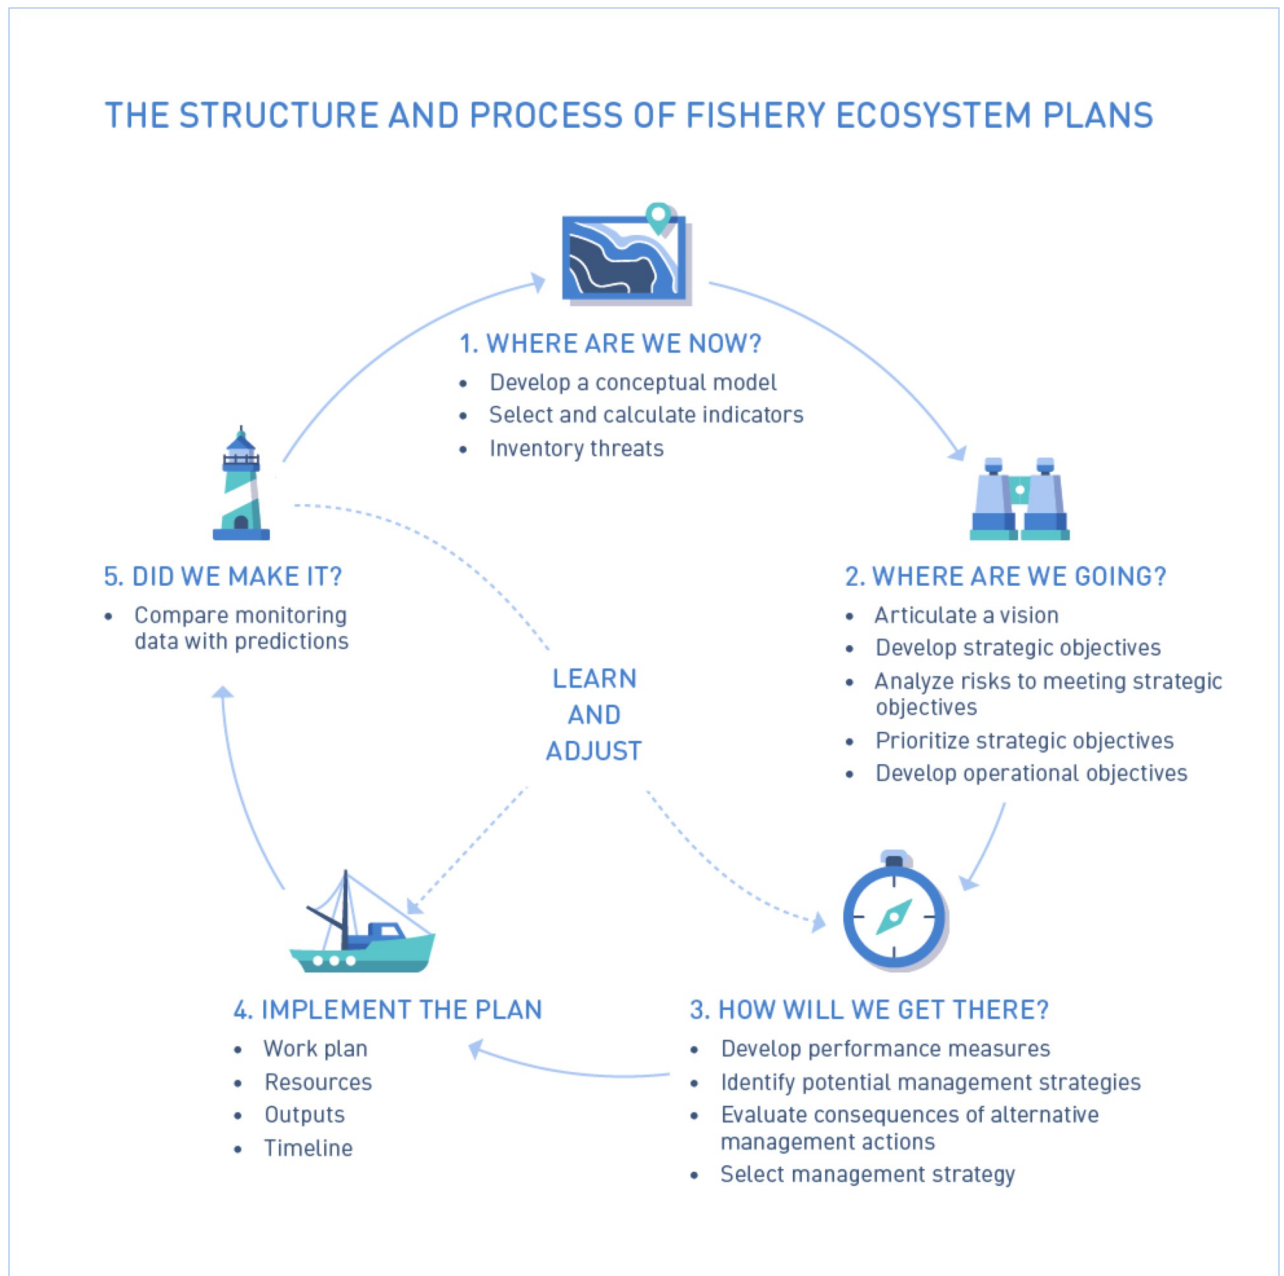 THE STRUCTURE AND PROCESS OF FISHERY ECOSYSTEM PLANS
1. WHERE ARE WE NOW?
• Develop a conceptual model
• Select and calculate indicators
• Inventory threats
2. WHERE ARE WE GOING?
• Articulate a vision
• Develop strategic objectives
• Analyze risks to meeting strategic
objectives
• Prioritize strategic objectives
• Develop operational objectives
3. HOW WILL WE GET THERE?
• Develop performance measures
• Identify potential management strategies
• Evaluate consequences of alternative
management actions
• Select management strategy
4. IMPLEMENT THE PLAN
• Work plan
• Resources
• Outputs
• Timeline
5. DID WE MAKE IT?
• Compare monitoring
data with predictions
LEARN
AND
ADJUST